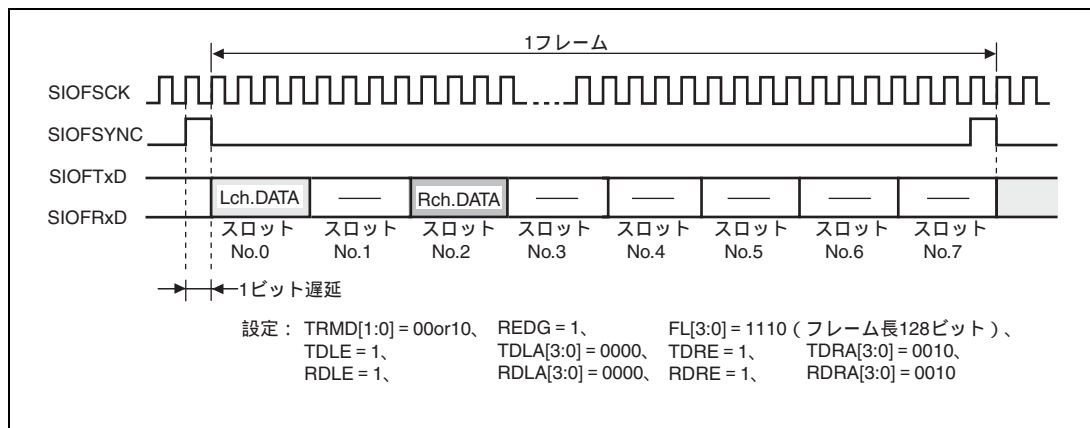 1フレーム
SIOFSCK
SIOFSYNC
SIOFTxD
SIOFRxD
Lch.DATA
Rch.DATA
スロット スロット スロット スロット スロット スロット スロット スロット
No.0 No.1 No.2 No.3 No.4 No.5 No.6 No.7
1ビット遅延
設定： TRMD[1:0] = 00or10、 REDG = 1、 FL[3:0] = 1110（フレーム長128ビット）、
TDLE = 1、 TDLA[3:0] = 0000、 TDRE = 1、 TDRA[3:0] = 0010、
RDLE = 1、 RDLA[3:0] = 0000、 RDRE = 1、 RDRA[3:0] = 0010